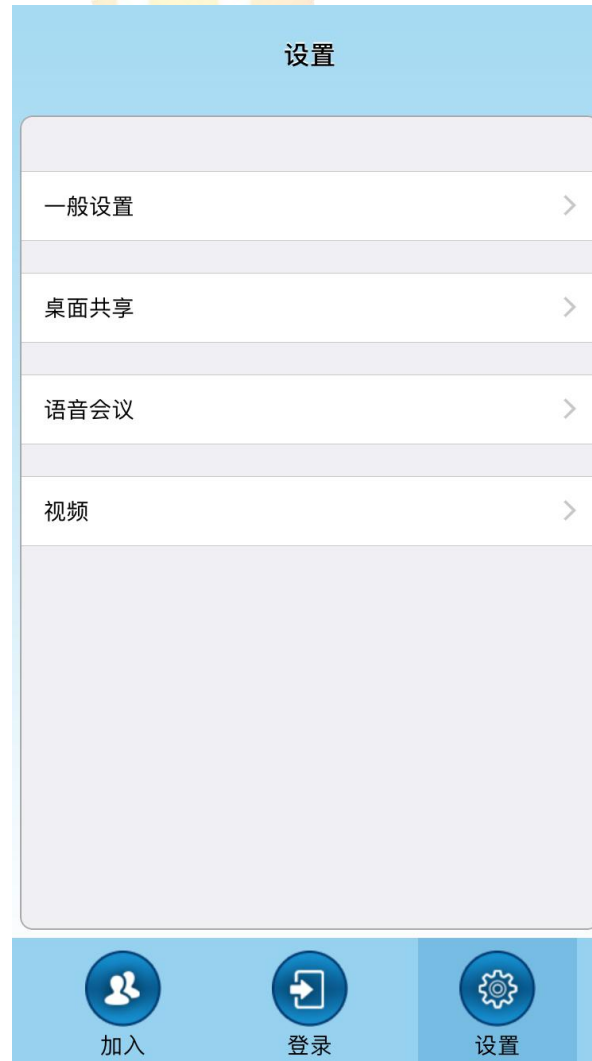 设置
一般设置
桌面共享
语音会议
视频
加入 登录 设置